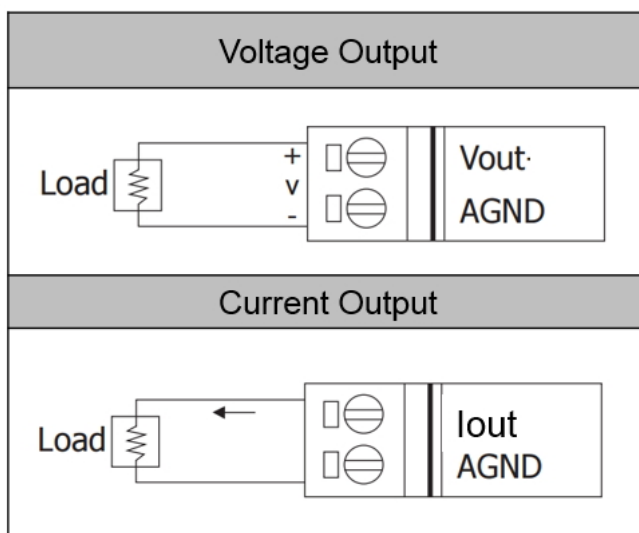 Voltage Output
Load
+
v
-
Vout·
AGND
Current Output
Load
Iout
AGND